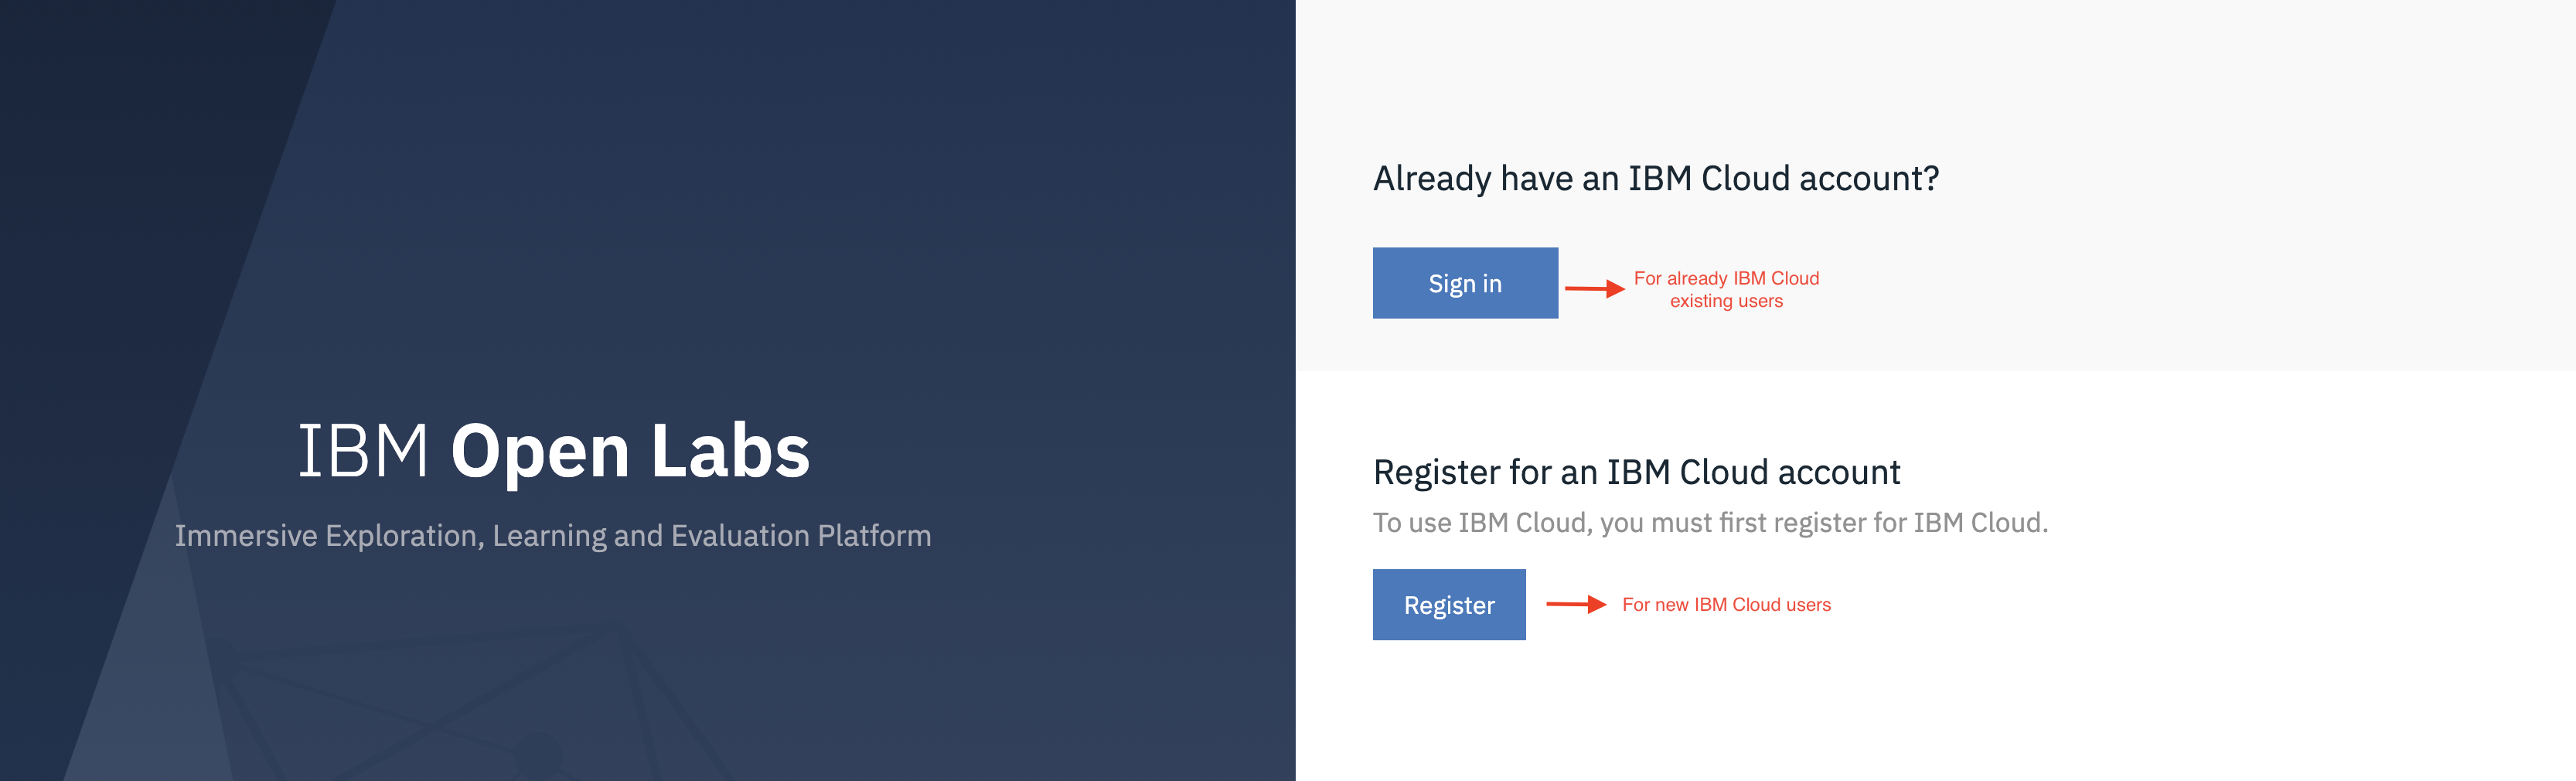 IBM Open Labs
Immersive Exploration, Learning and Evaluation Platform
Already have an IBM Cloud account?
Sign in
For already IBM Cloud
existing users
Register for an IBM Cloud account
To use IBM Cloud, you must first register for IBM Cloud.
Register
For new IBM Cloud users